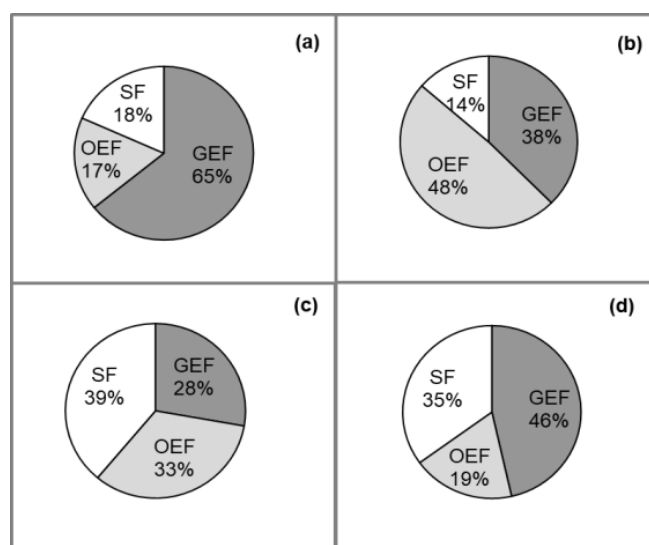 (a)
SF
18%
OEF
17%
GEF
65%
(b)
SF
14%
GEF
38%
OEF
48%
(c)
SF
39%
GEF
28%
OEF
33%
(d)
SF
35%
GEF
46%
OEF
19%